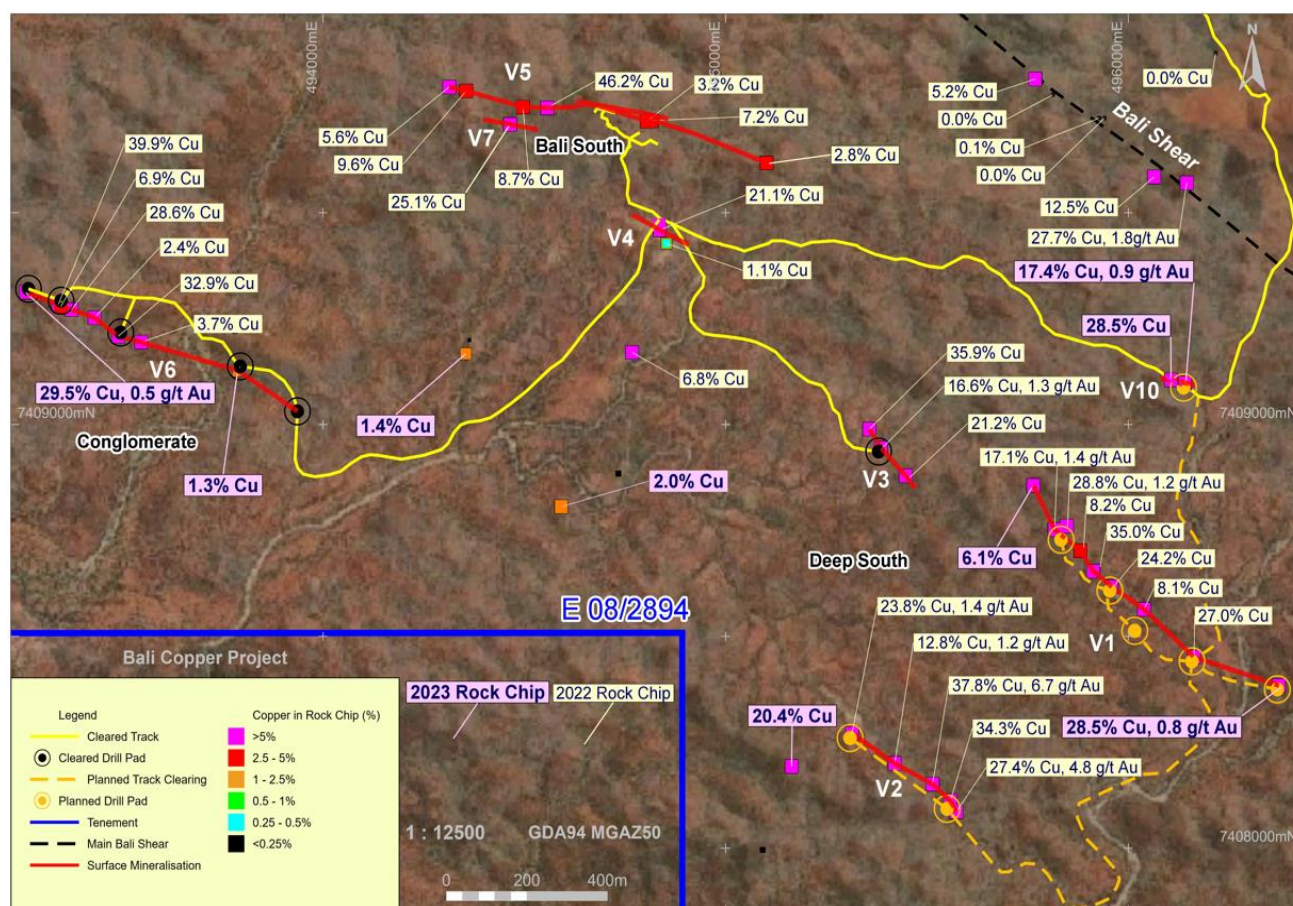 494000mE
5000mE
496000mE
N
V5
46.2% Cu
3.2% Cu
7.2% Cu
5.6% Cu
9.6% Cu
V7
Bali South
8.7% Cu
25.1% Cu
2.8% Cu
5.2% Cu
0.0% Cu
0.0% Cu
0.1% Cu
0.0% Cu
Bali Shear
12.5% Cu
27.7% Cu, 1.8g/t Au
39.9% Cu
6.9% Cu
28.6% Cu
2.4% Cu
32.9% Cu
3.7% Cu
V6
29.5% Cu, 0.5 g/t Au
7409000mN
Conglomerate
1.3% Cu
V4
21.1% Cu
1.1% Cu
1.4% Cu
6.8% Cu
2.0% Cu
17.4% Cu, 0.9 g/t Au
28.5% Cu
V10
7409000mN
35.9% Cu
16.6% Cu, 1.3 g/t Au
21.2% Cu
V3
17.1% Cu, 1.4 g/t Au
28.8% Cu, 1.2 g/t Au
8.2% Cu
35.0% Cu
24.2% Cu
8.1% Cu
27.0% Cu
6.1% Cu
Deep South
V1
28.5% Cu, 0.8 g/t Au
23.8% Cu, 1.4 g/t Au
12.8% Cu, 1.2 g/t Au
37.8% Cu, 6.7 g/t Au
34.3% Cu
27.4% Cu, 4.8 g/t Au
20.4% Cu
V2
7408000mN
E 08/2894
Bali Copper Project
2023 Rock Chip
2022 Rock Chip
Legend
Cleared Track
Cleared Drill Pad
Planned Track Clearing
Planned Drill Pad
Tenement
Main Bali Shear
Surface Mineralisation
Copper in Rock Chip (%)
>5%
2.5 - 5%
1 - 2.5%
0.5 - 1%
0.25 - 0.5%
<0.25%
1 : 12500
GDA94 MGAZ50
0
200
400m